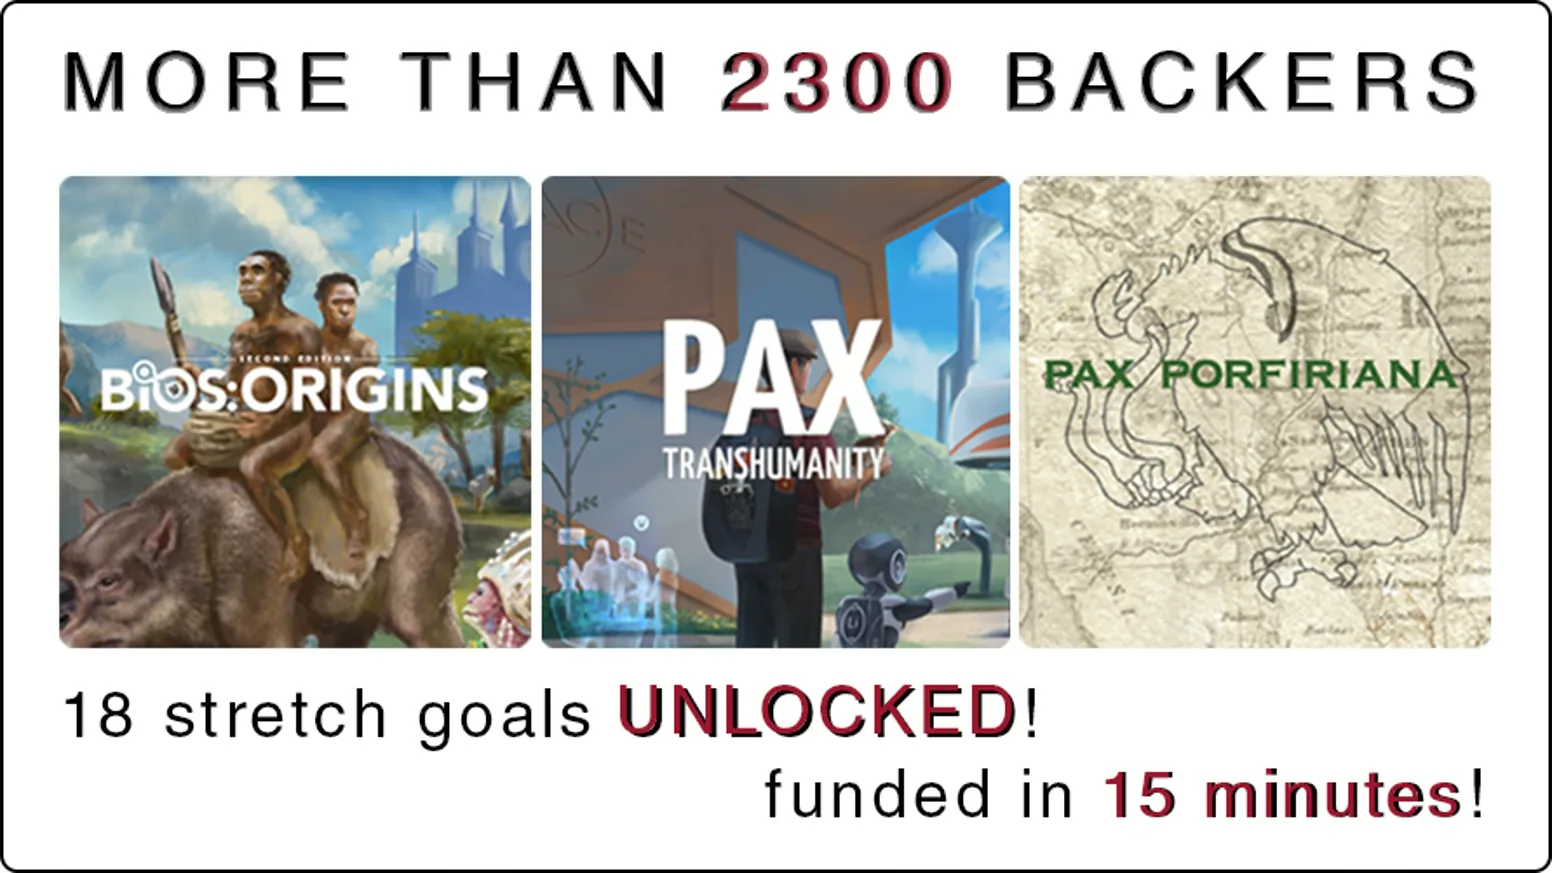 MORE THAN 2300 BACKERS
SECOND EDITION
BIOS:ORIGINS
PAX
TRANSHUMANITY
PAX PORFIRIANA
18 stretch goals UNLOCKED!
funded in 15 minutes!